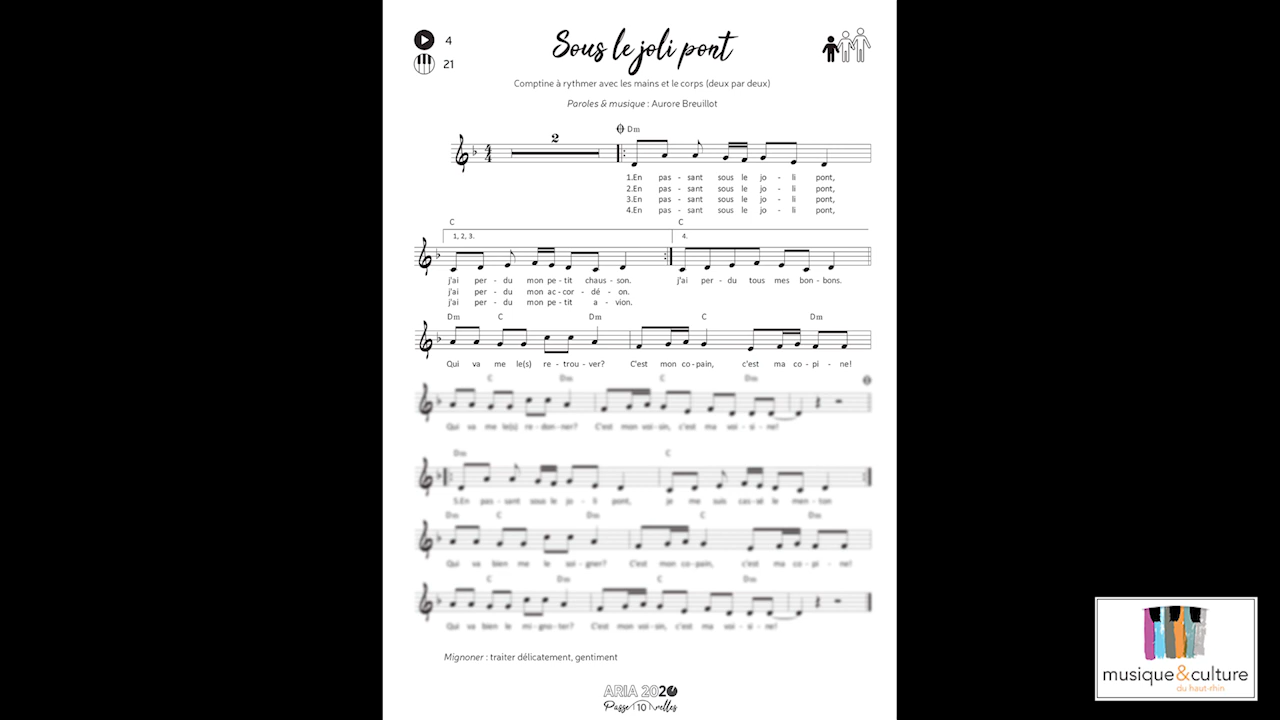 4
Sous le joli pont
21
Comptine à rythmer avec les mains et le corps (deux par deux)
Paroles & musique : Aurore Breuillot
2
Dm
4
4
1.En pas - sant sous le jo - li pont,
2.En pas - sant sous le jo - li pont,
3.En pas - sant sous le jo - li pont,
4.En pas - sant sous le jo - li pont,
C C
1, 2, 3. 4.
j'ai per - du mon pe - tit chaus - son. j'ai per - du tous mes bon - bons.
j'ai per - du mon ac - cor - dé - on.
j'ai per - du mon pe - tit a - vion.
Dm C Dm C Dm
Qui va me le(s) re - trou - ver? C'est mon co - pain, c'est ma co - pi - ne!
C Dm C Dm
Qui va me le(s) re - don - ner? C'est mon voi - sin, c'est ma voi - si - ne!
Dm C
5.En pas - sant sous le jo - li pont, je me suis cas - sé le men - ton
Dm C Dm C Dm
Qui va bien me le soi - gner? C'est mon co - pain, c'est ma co - pi - ne!
C Dm C Dm
Qui va bien le mi - gno - ter? C'est mon voi - sin, c'est ma voi - si - ne!
Mignoner : traiter délicatement, gentiment
ARIA 2020
Passe 10 relles
musique&culture
du haut-rhin